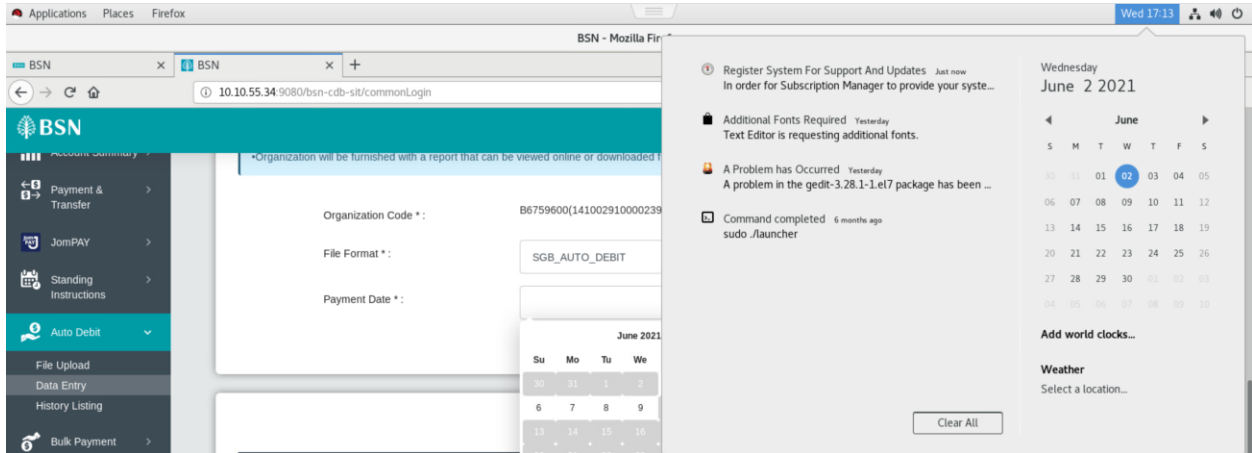 Applications Places Firefox
Wed 17:13
BSN - Mozilla Fir
BSN
BSN
10.10.55.34:9080/bsn-cdb-sit/commonLogin
BSN
Account Summary
Payment &
Transfer
JomPAY
Standing
Instructions
Auto Debit
File Upload
Data Entry
History Listing
Bulk Payment
•Organization will be furnished with a report that can be viewed online or downloaded f
Organization Code * :
B6759600(141002910000239
File Format * :
SGB_AUTO_DEBIT
Payment Date * :
June 2021
Su Mo Tu We
30 31 1 2
6 7 8 9
13 14 15 16
Register System For Support And Updates Just now
In order for Subscription Manager to provide your syste...
Additional Fonts Required Yesterday
Text Editor is requesting additional fonts.
A Problem has Occurred Yesterday
A problem in the gedit-3.28.1-1.el7 package has been ...
Command completed 6 months ago
sudo ./launcher
Clear All
Wednesday
June 2 2021
June
S M T W T F S
30 31 01 02 03 04 05
06 07 08 09 10 11 12
13 14 15 16 17 18 19
20 21 22 23 24 25 26
27 28 29 30 01 02 03
04 05 06 07 08 09 10
Add world clocks...
Weather
Select a location...